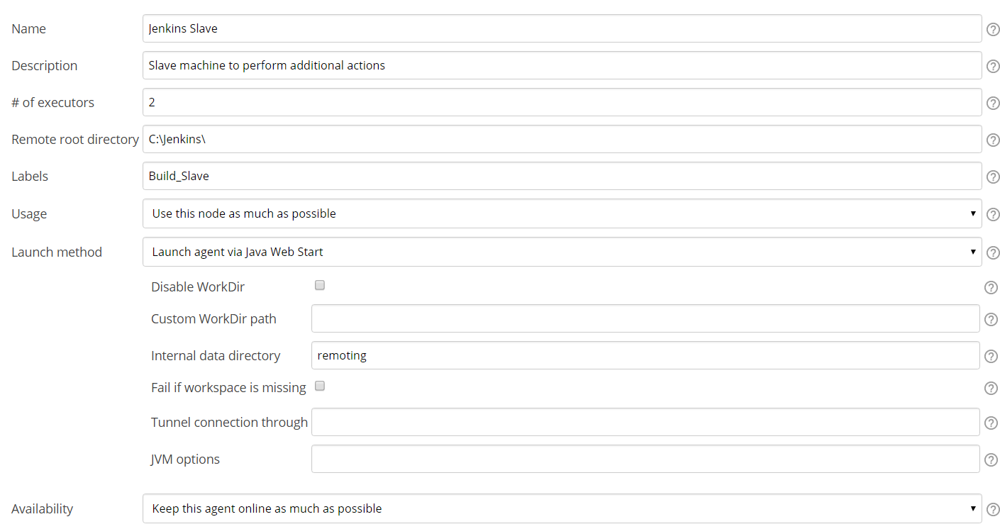 Name Jenkins Slave
Description Slave machine to perform additional actions
# of executors 2
Remote root directory C:\Jenkins\
Labels Build_Slave
Usage Use this node as much as possible
Launch method Launch agent via Java Web Start
Disable WorkDir
Custom WorkDir path
Internal data directory remoting
Fail if workspace is missing
Tunnel connection through
JVM options
Availability Keep this agent online as much as possible